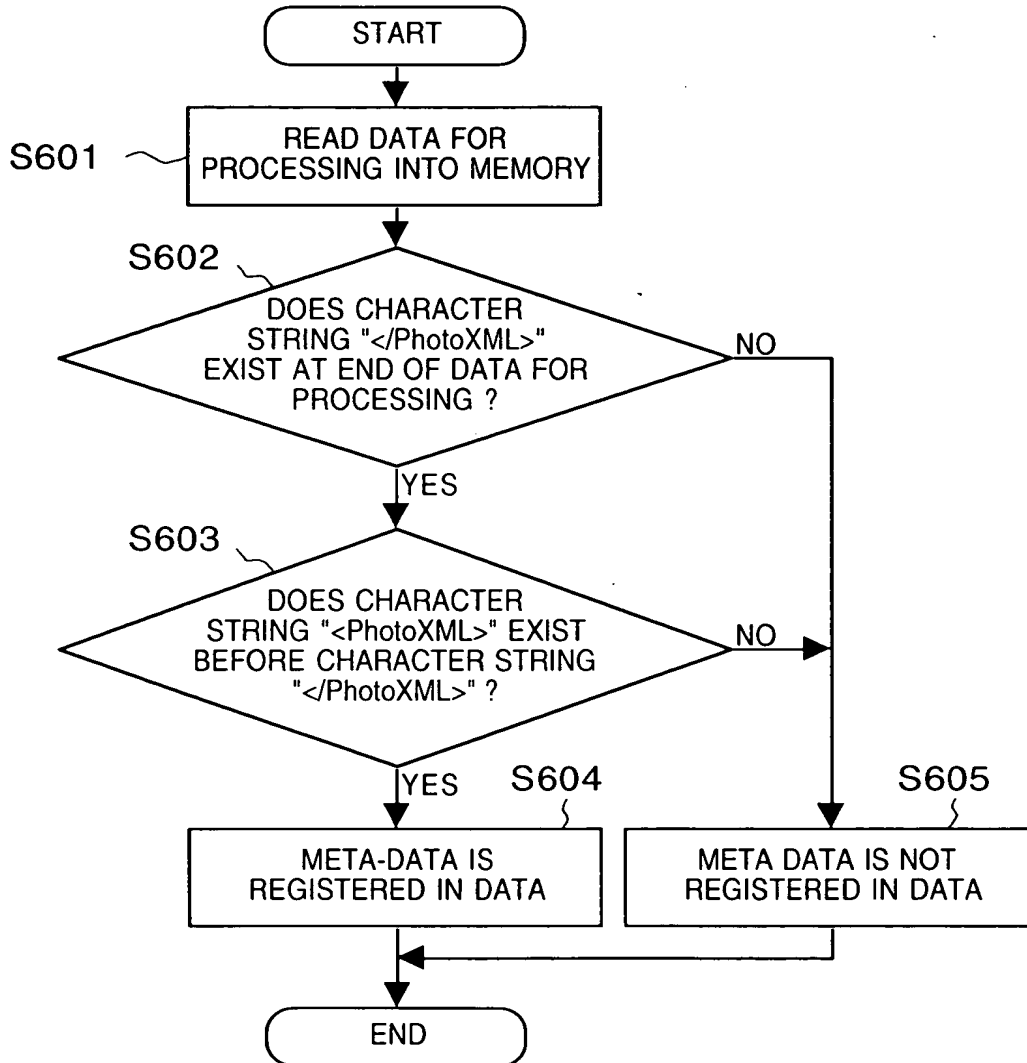 START
S601
READ DATA FOR
PROCESSING INTO MEMORY
S602
DOES CHARACTER
STRING "</PhotoXML>"
EXIST AT END OF DATA FOR
PROCESSING ?
NO
YES
S603
DOES CHARACTER
STRING "<PhotoXML>" EXIST
BEFORE CHARACTER STRING
"</PhotoXML>" ?
NO
YES
S604
META-DATA IS
REGISTERED IN DATA
S605
META DATA IS NOT
REGISTERED IN DATA
END